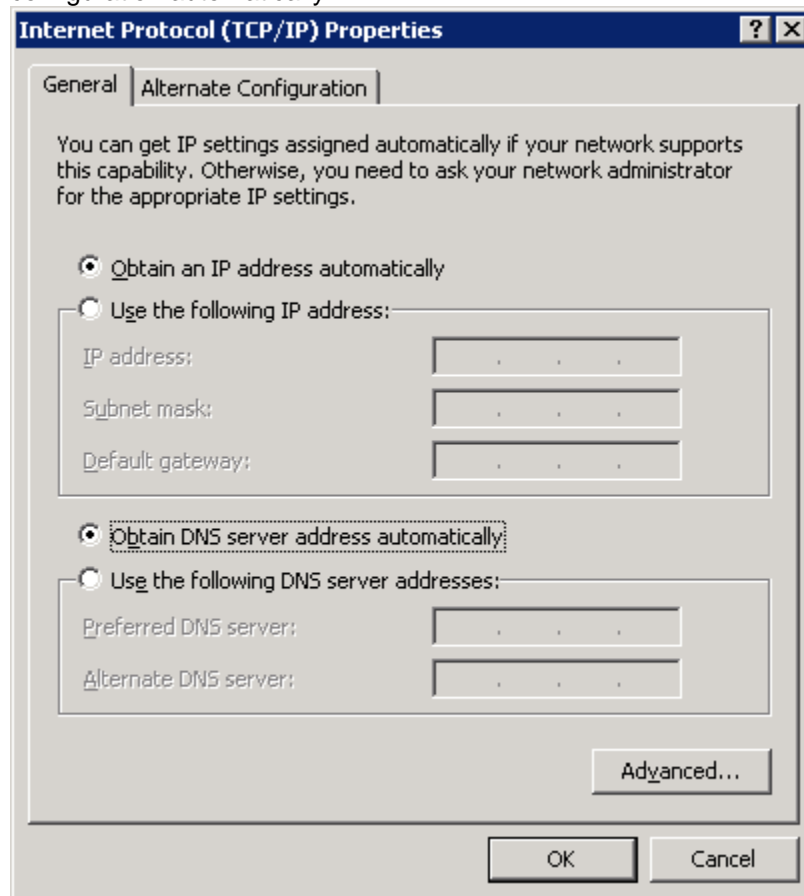 Internet Protocol (TCP/IP) Properties
General
Alternate Configuration
You can get IP settings assigned automatically if your network supports
this capability. Otherwise, you need to ask your network administrator
for the appropriate IP settings.
Obtain an IP address automatically
Use the following IP address:
IP address:
Subnet mask:
Default gateway:
Obtain DNS server address automatically
Use the following DNS server addresses:
Preferred DNS server:
Alternate DNS server:
Advanced...
OK
Cancel